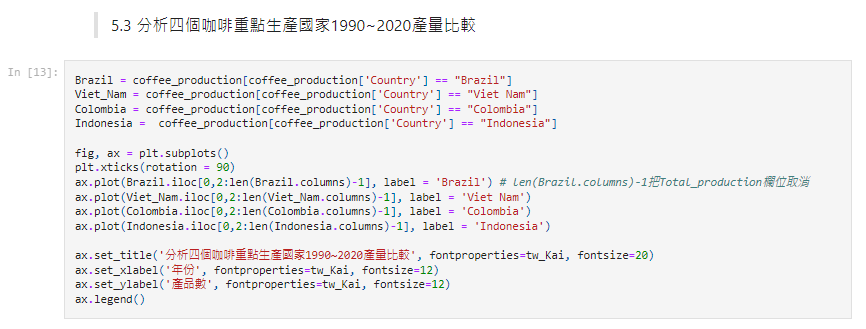 5.3 分析四個咖啡重點生產國家1990~2020產量比較
In [13]:
Brazil = coffee_production[coffee_production['Country'] == "Brazil"]
Viet_Nam = coffee_production[coffee_production['Country'] == "Viet Nam"]
Colombia = coffee_production[coffee_production['Country'] == "Colombia"]
Indonesia =  coffee_production[coffee_production['Country'] == "Indonesia"]
fig, ax = plt.subplots()
plt.xticks(rotation = 90)
ax.plot(Brazil.iloc[0,2:len(Brazil.columns)-1], label = 'Brazil') # len(Brazil.columns)-1把Total_production欄位取消
ax.plot(Viet_Nam.iloc[0,2:len(Viet_Nam.columns)-1], label = 'Viet Nam')
ax.plot(Colombia.iloc[0,2:len(Colombia.columns)-1], label = 'Colombia')
ax.plot(Indonesia.iloc[0,2:len(Indonesia.columns)-1], label = 'Indonesia')
ax.set_title('分析四個咖啡重點生產國家1990~2020產量比較', fontproperties=tw_Kai, fontsize=20)
ax.set_xlabel('年份', fontproperties=tw_Kai, fontsize=12)
ax.set_ylabel('產品數', fontproperties=tw_Kai, fontsize=12)
ax.legend()